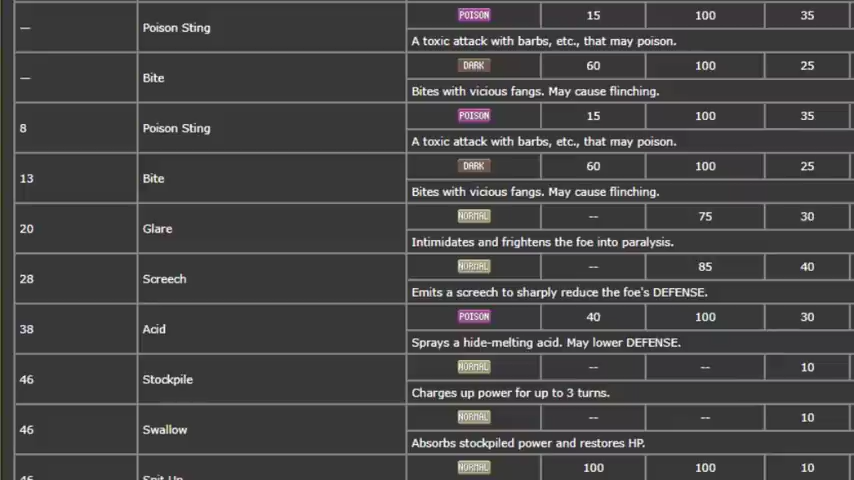 — Poison Sting POISON 15 100 35
A toxic attack with barbs, etc., that may poison.
— Bite DARK 60 100 25
Bites with vicious fangs. May cause flinching.
8 Poison Sting POISON 15 100 35
A toxic attack with barbs, etc., that may poison.
13 Bite DARK 60 100 25
Bites with vicious fangs. May cause flinching.
20 Glare NORMAL -- 75 30
Intimidates and frightens the foe into paralysis.
28 Screech NORMAL -- 85 40
Emits a screech to sharply reduce the foe's DEFENSE.
38 Acid POISON 40 100 30
Sprays a hide-melting acid. May lower DEFENSE.
46 Stockpile NORMAL -- -- 10
Charges up power for up to 3 turns.
46 Swallow NORMAL -- -- 10
Absorbs stockpiled power and restores HP.
46 Spit Up NORMAL 100 100 10